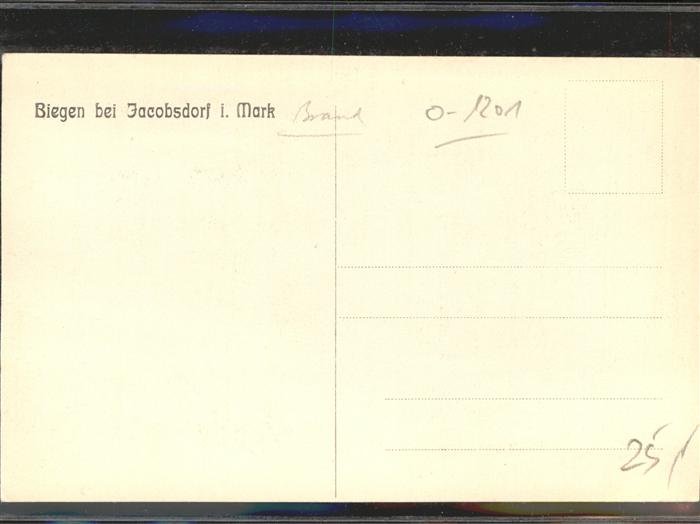 Biegen bei Jacobsdorf i. Mark Brand O-1201
25,-